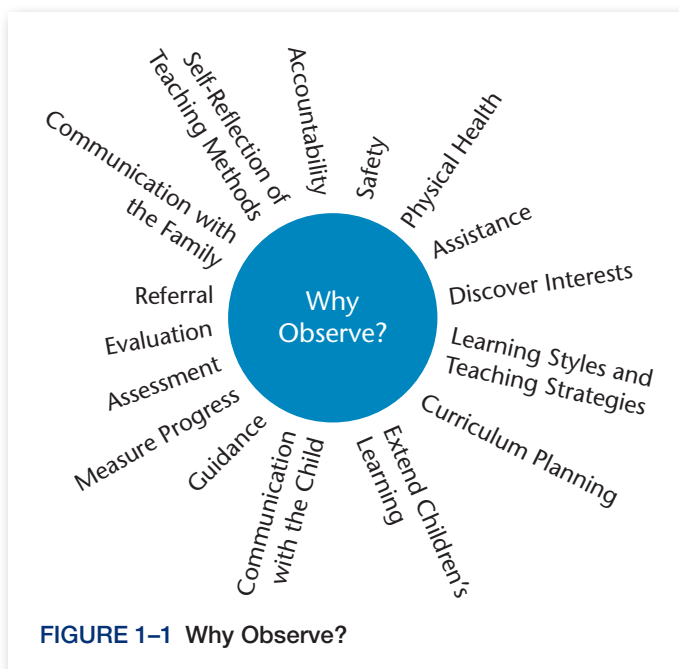 Why
Observe?
Safety
Physical Health
Assistance
Discover Interests
Learning Styles and
Teaching Strategies
Curriculum Planning
Extend Children's
Learning
Communication
with the Child
Guidance
Measure Progress
Assessment
Evaluation
Referral
Communication with
the Family
Self-Reflection of
Teaching Methods
Accountability
FIGURE 1–1 Why Observe?